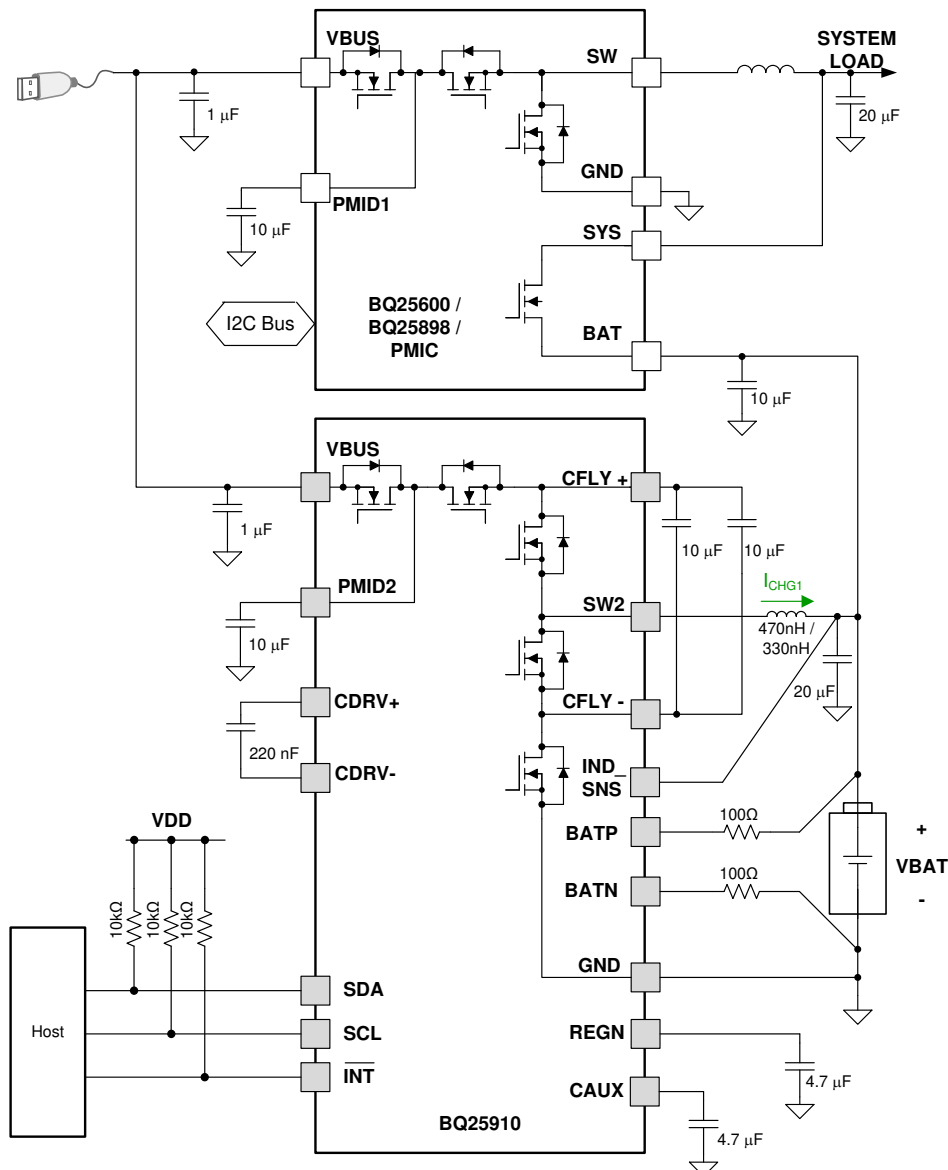 VBUS
SW
SYSTEM
LOAD
1 μF
20 μF
GND
PMID1
10 μF
SYS
I2C Bus
BQ25600 /
BQ25898 /
PMIC
BAT
10 μF
VBUS
CFLY +
1 μF
10 μF
10 μF
PMID2
ICHG1
SW2
470nH /
330nH
10 μF
20 μF
CDRV+
CFLY -
220 nF
IND_
SNS
CDRV-
100Ω
BATP
+
VDD
VBAT
100Ω
BATN
-
10kΩ
10kΩ
10kΩ
GND
SDA
Host
SCL
REGN
INT
4.7 μF
CAUX
BQ25910
4.7 μF